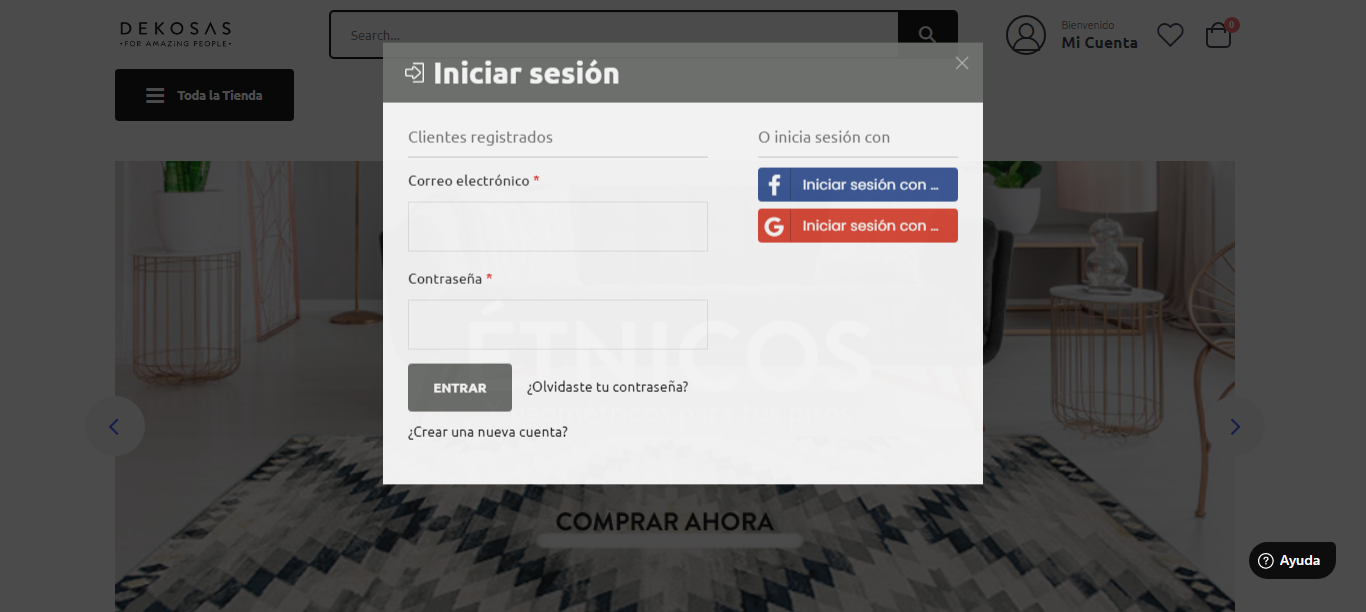 DEKOSAS
•FOR AMAZING PEOPLE•
Search...
Bienvenido
Mi Cuenta
0
Toda la Tienda
Iniciar sesión
Clientes registrados
O inicia sesión con
Correo electrónico *
Iniciar sesión con ...
Iniciar sesión con ...
Contraseña *
ÉTNICOS
ENTRAR
¿Olvidaste tu contraseña?
¿Crear una nueva cuenta?
COMPRAR AHORA
Ayuda